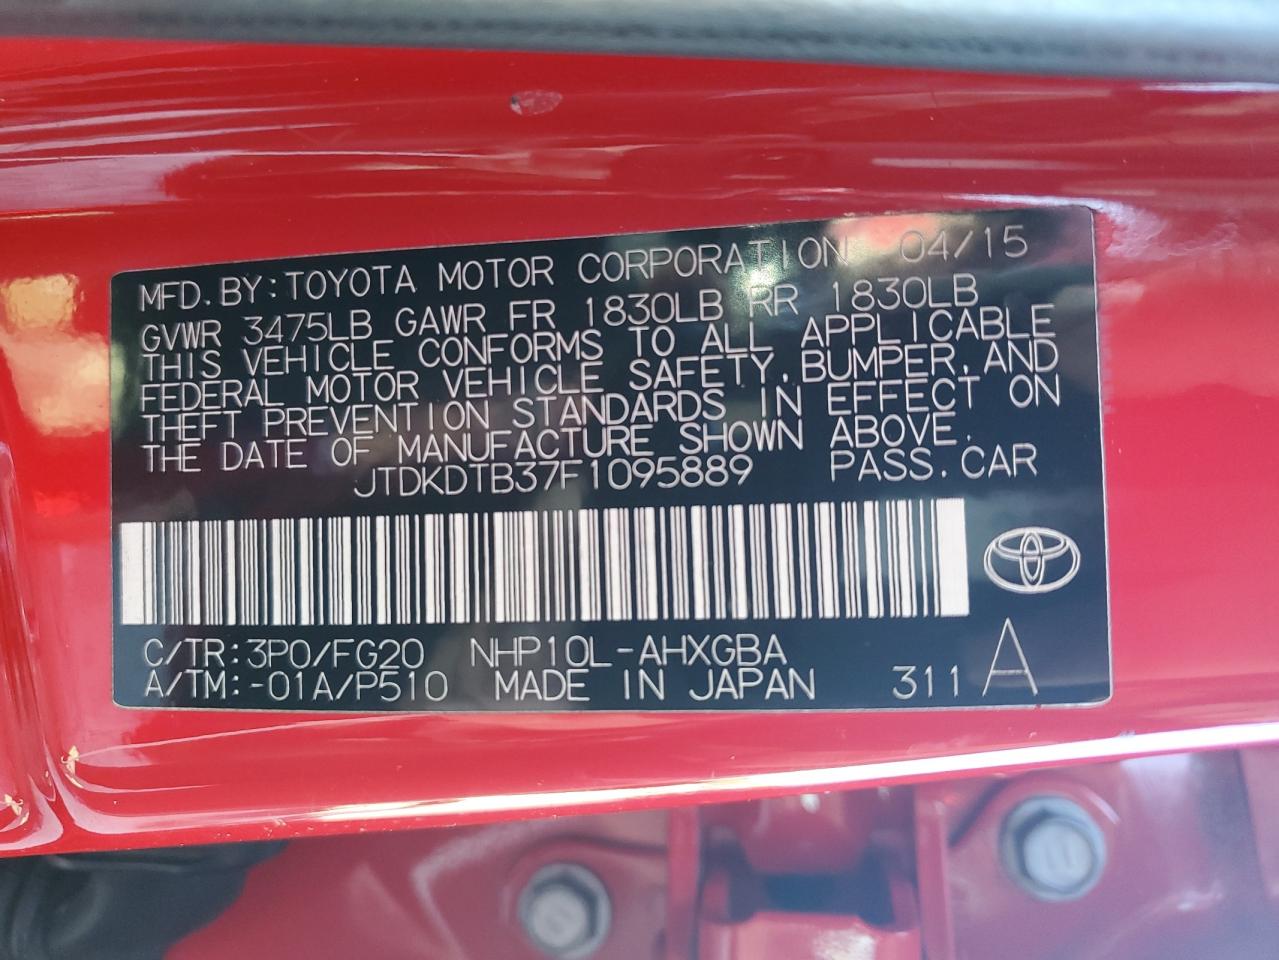 MFD. BY: TOYOTA MOTOR CORPORATION 04/15
GVWR 3475LB GAWR FR 1830LB RR 1830LB
THIS VEHICLE CONFORMS TO ALL APPLICABLE
FEDERAL MOTOR VEHICLE SAFETY, BUMPER, AND
THEFT PREVENTION STANDARDS IN EFFECT ON
THE DATE OF MANUFACTURE SHOWN ABOVE.
JTDKDTB37F1095889 PASS. CAR
C/TR: 3P0/FG20 NHP10L-AHXGBA
A/TM: -01A/P510 MADE IN JAPAN 311 A